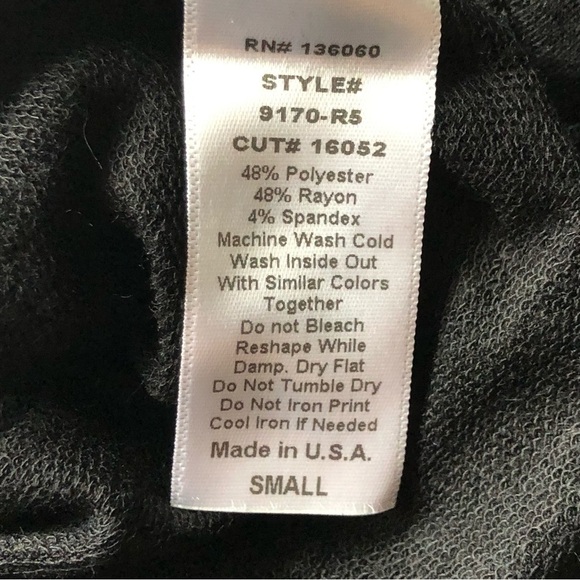 RN# 136060
STYLE#
9170-R5
CUT# 16052
48% Polyester
48% Rayon
4% Spandex
Machine Wash Cold
Wash Inside Out
With Similar Colors
Together
Do not Bleach
Reshape While
Damp. Dry Flat
Do Not Tumble Dry
Do Not Iron Print
Cool Iron If Needed
Made in U.S.A.
SMALL